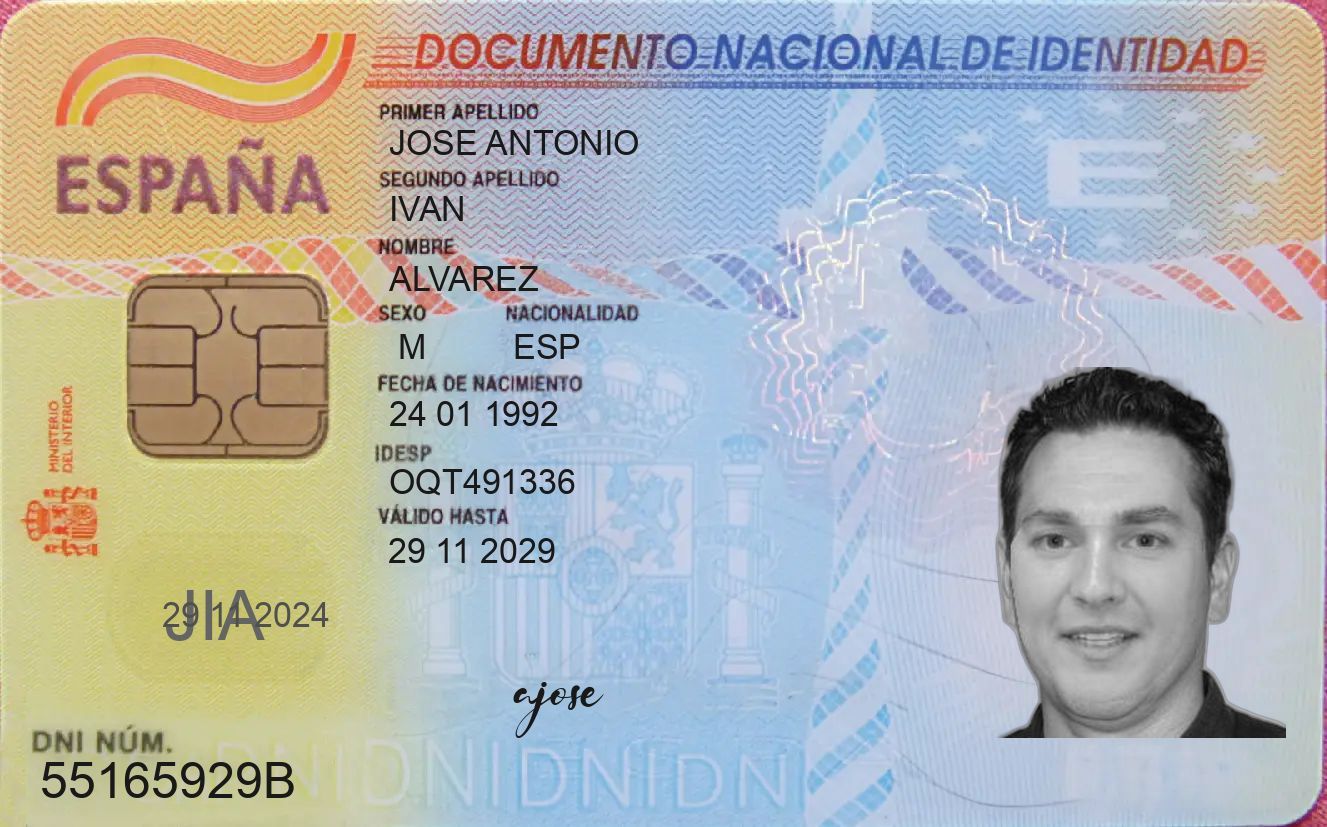 DOCUMENTO NACIONAL DE IDENTIDAD
ESPAÑA
PRIMER APELLIDO
JOSE ANTONIO
SEGUNDO APELLIDO
IVAN
NOMBRE
ALVAREZ
SEXO NACIONALIDAD
M ESP
FECHA DE NACIMIENTO
24 01 1992
IDESP
OQT491336
VÁLIDO HASTA
29 11 2029
MINISTERIO
DEL INTERIOR
29 11 2024
JIA
ajose
DNI NÚM.
55165929B
DNIDNIDNIDNI
E